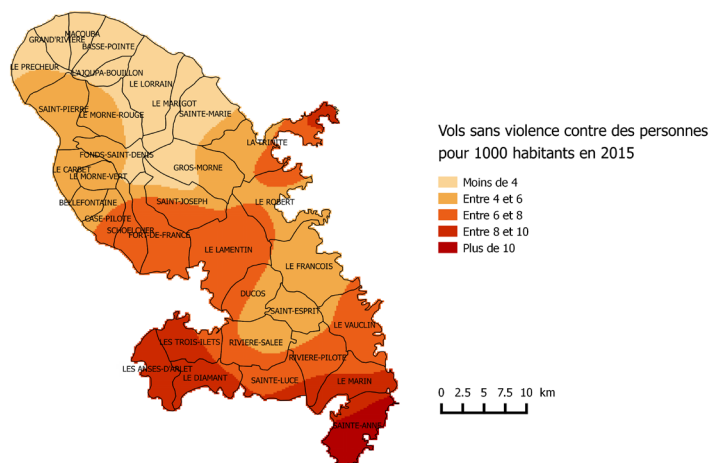 MACOUBA
GRAND'RIVIERE
BASSE-POINTE
LE PRECHEUR
L'AJOUPA-BOUILLON
LE LORRAIN
LE MARIGOT
SAINT-PIERRE
LE MORNE-ROUGE
SAINTE-MARIE
LA TRINITE
FONDS-SAINT-DENIS
GROS-MORNE
LE CARBET
LE MORNE-VERT
BELLEFONTAINE
SAINT-JOSEPH
LE ROBERT
CASE-PILOTE
SCHOELCHER
FORT-DE-FRANCE
LE LAMENTIN
LE FRANCOIS
DUCOS
SAINT-ESPRIT
LE VAUCLIN
LES TROIS-ILETS
RIVIERE-SALEE
RIVIERE-PILOTE
LES ANSES-D'ARLET
LE DIAMANT
SAINTE-LUCE
LE MARIN
SAINTE-ANNE
Vols sans violence contre des personnes
pour 1000 habitants en 2015
Moins de 4
Entre 4 et 6
Entre 6 et 8
Entre 8 et 10
Plus de 10
0 2.5 5 7.5 10 km